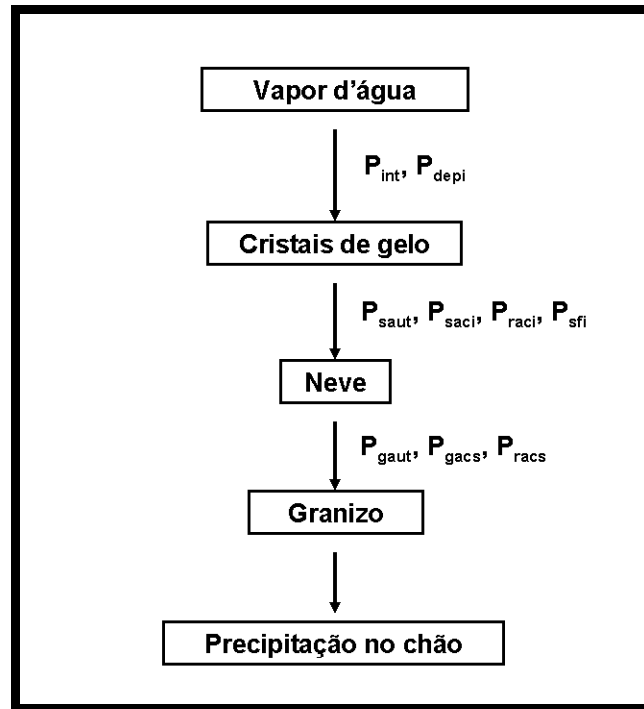 Vapor d'água
Pint, Pdepi
Cristais de gelo
Psaut, Psaci, Praci, Psfi
Neve
Pgaut, Pgacs, Pracs
Granizo
Precipitação no chão